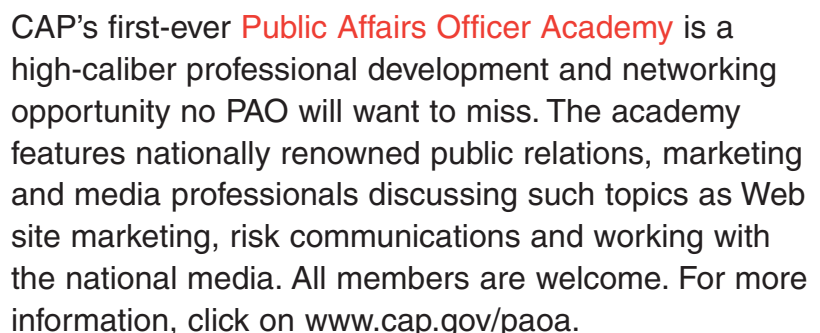 CAP’s first-ever Public Affairs Officer Academy is a
high-caliber professional development and networking
opportunity no PAO will want to miss. The academy
features nationally renowned public relations, marketing
and media professionals discussing such topics as Web
site marketing, risk communications and working with
the national media. All members are welcome. For more
information, click on www.cap.gov/paoa.